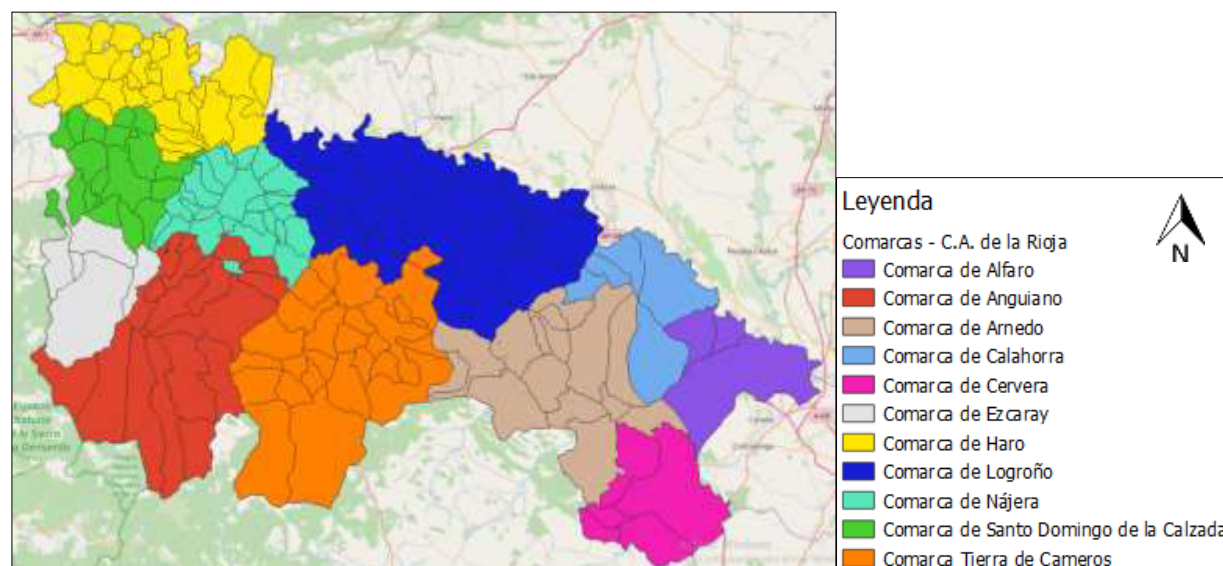 Leyenda
Comarcas - C.A. de la Rioja
Comarca de Alfaro
Comarca de Anguiano
Comarca de Arnedo
Comarca de Calahorra
Comarca de Cervera
Comarca de Ezcaray
Comarca de Haro
Comarca de Logroño
Comarca de Nájera
Comarca de Santo Domingo de la Calzada
Comarca Tierra de Cameros
N